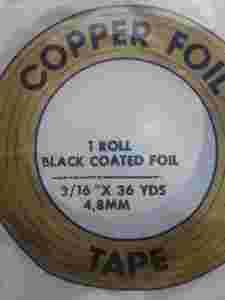 COPPER FOIL
1 ROLL
BLACK COATED FOIL
3/16" X 36 YDS
4,8MM
TAPE